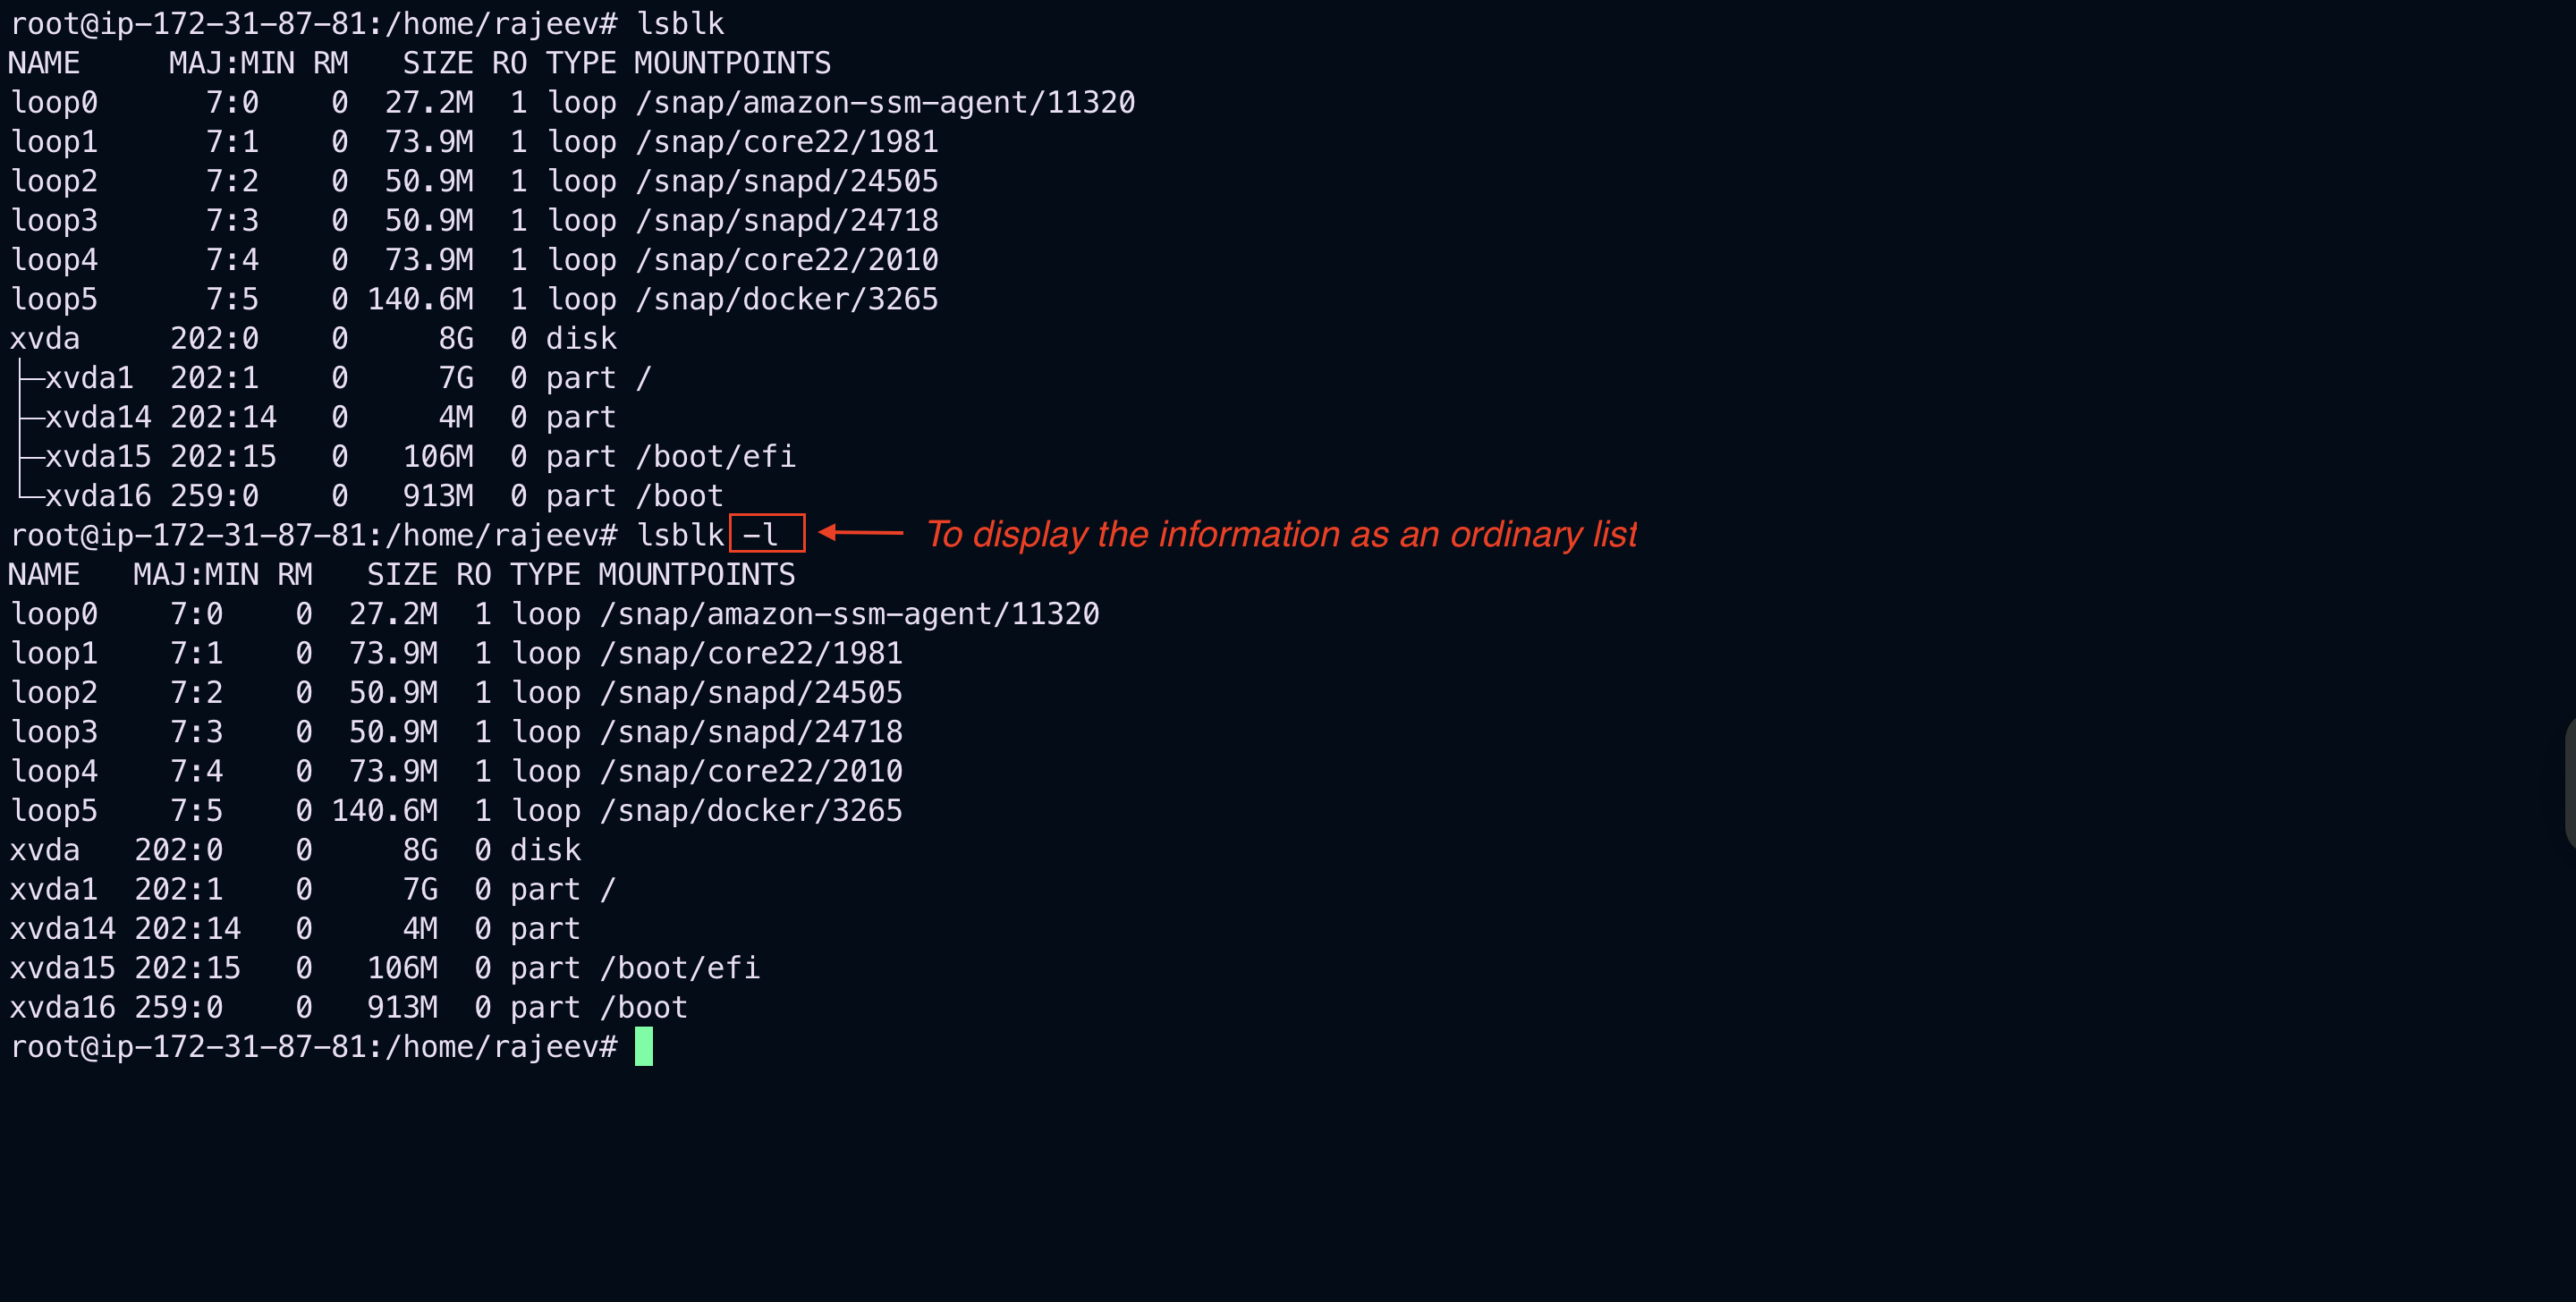 root@ip-172-31-87-81:/home/rajeev# lsblk
NAME     MAJ:MIN RM   SIZE RO TYPE MOUNTPOINTS
loop0      7:0    0  27.2M  1 loop /snap/amazon-ssm-agent/11320
loop1      7:1    0  73.9M  1 loop /snap/core22/1981
loop2      7:2    0  50.9M  1 loop /snap/snapd/24505
loop3      7:3    0  50.9M  1 loop /snap/snapd/24718
loop4      7:4    0  73.9M  1 loop /snap/core22/2010
loop5      7:5    0 140.6M  1 loop /snap/docker/3265
xvda     202:0    0     8G  0 disk
├─xvda1  202:1    0     7G  0 part /
├─xvda14 202:14   0     4M  0 part
├─xvda15 202:15   0   106M  0 part /boot/efi
└─xvda16 259:0    0   913M  0 part /boot
root@ip-172-31-87-81:/home/rajeev# lsblk -l To display the information as an ordinary list
NAME   MAJ:MIN RM   SIZE RO TYPE MOUNTPOINTS
loop0    7:0    0  27.2M  1 loop /snap/amazon-ssm-agent/11320
loop1    7:1    0  73.9M  1 loop /snap/core22/1981
loop2    7:2    0  50.9M  1 loop /snap/snapd/24505
loop3    7:3    0  50.9M  1 loop /snap/snapd/24718
loop4    7:4    0  73.9M  1 loop /snap/core22/2010
loop5    7:5    0 140.6M  1 loop /snap/docker/3265
xvda   202:0    0     8G  0 disk
xvda1  202:1    0     7G  0 part /
xvda14 202:14   0     4M  0 part
xvda15 202:15   0   106M  0 part /boot/efi
xvda16 259:0    0   913M  0 part /boot
root@ip-172-31-87-81:/home/rajeev#